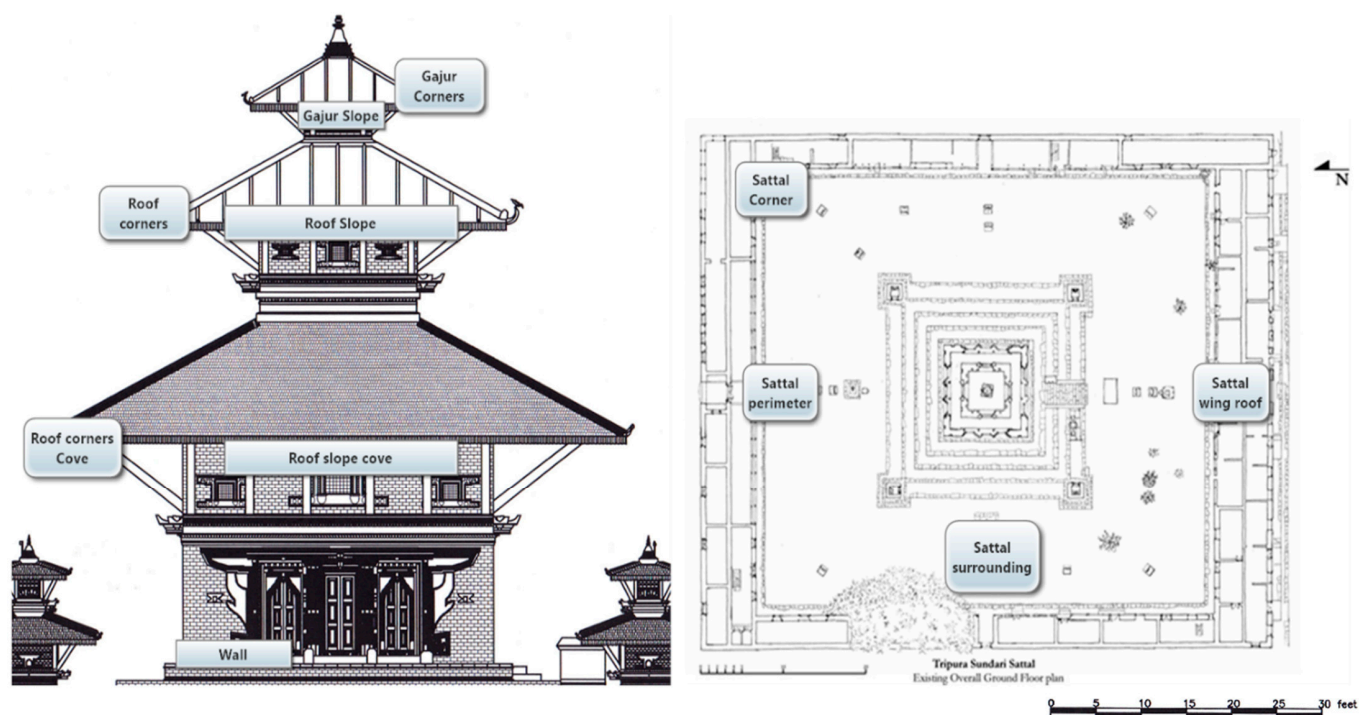 Gajur
Corners
Gajur Slope
Roof
corners
Roof Slope
Roof corners
Cove
Roof slope cove
Wall
Sattal
Corner
N
Sattal
perimeter
Sattal
wing roof
Sattal
surrounding
Tripura Sundari Sattal
Existing Overall Ground Floor plan
0 5 10 15 20 25 30 feet